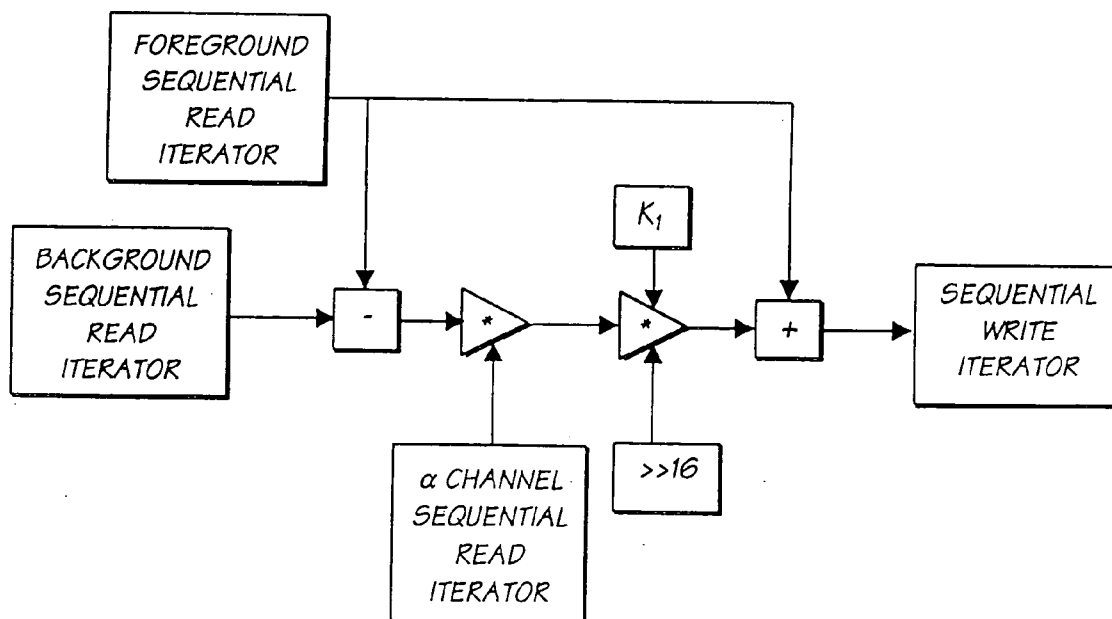 FOREGROUND
SEQUENTIAL
READ
ITERATOR
K₁
BACKGROUND
SEQUENTIAL
READ
ITERATOR
-
*
*
+
SEQUENTIAL
WRITE
ITERATOR
α CHANNEL
SEQUENTIAL
READ
ITERATOR
>>16